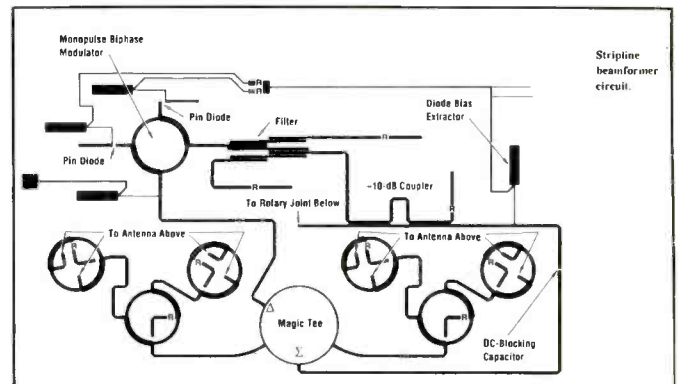 Monopulse Biphase
Modulator
Stripline
beamformer
circuit.
Pin Diode
Filter
Diode Bias
Extractor
Pin Diode
~10-dB Coupler
To Rotary Joint Below
To Antenna Above
To Antenna Above
Δ
Magic Tee
Σ
DC-Blocking
Capacitor
R
R
R
R
R
R
R
R
R
R
R